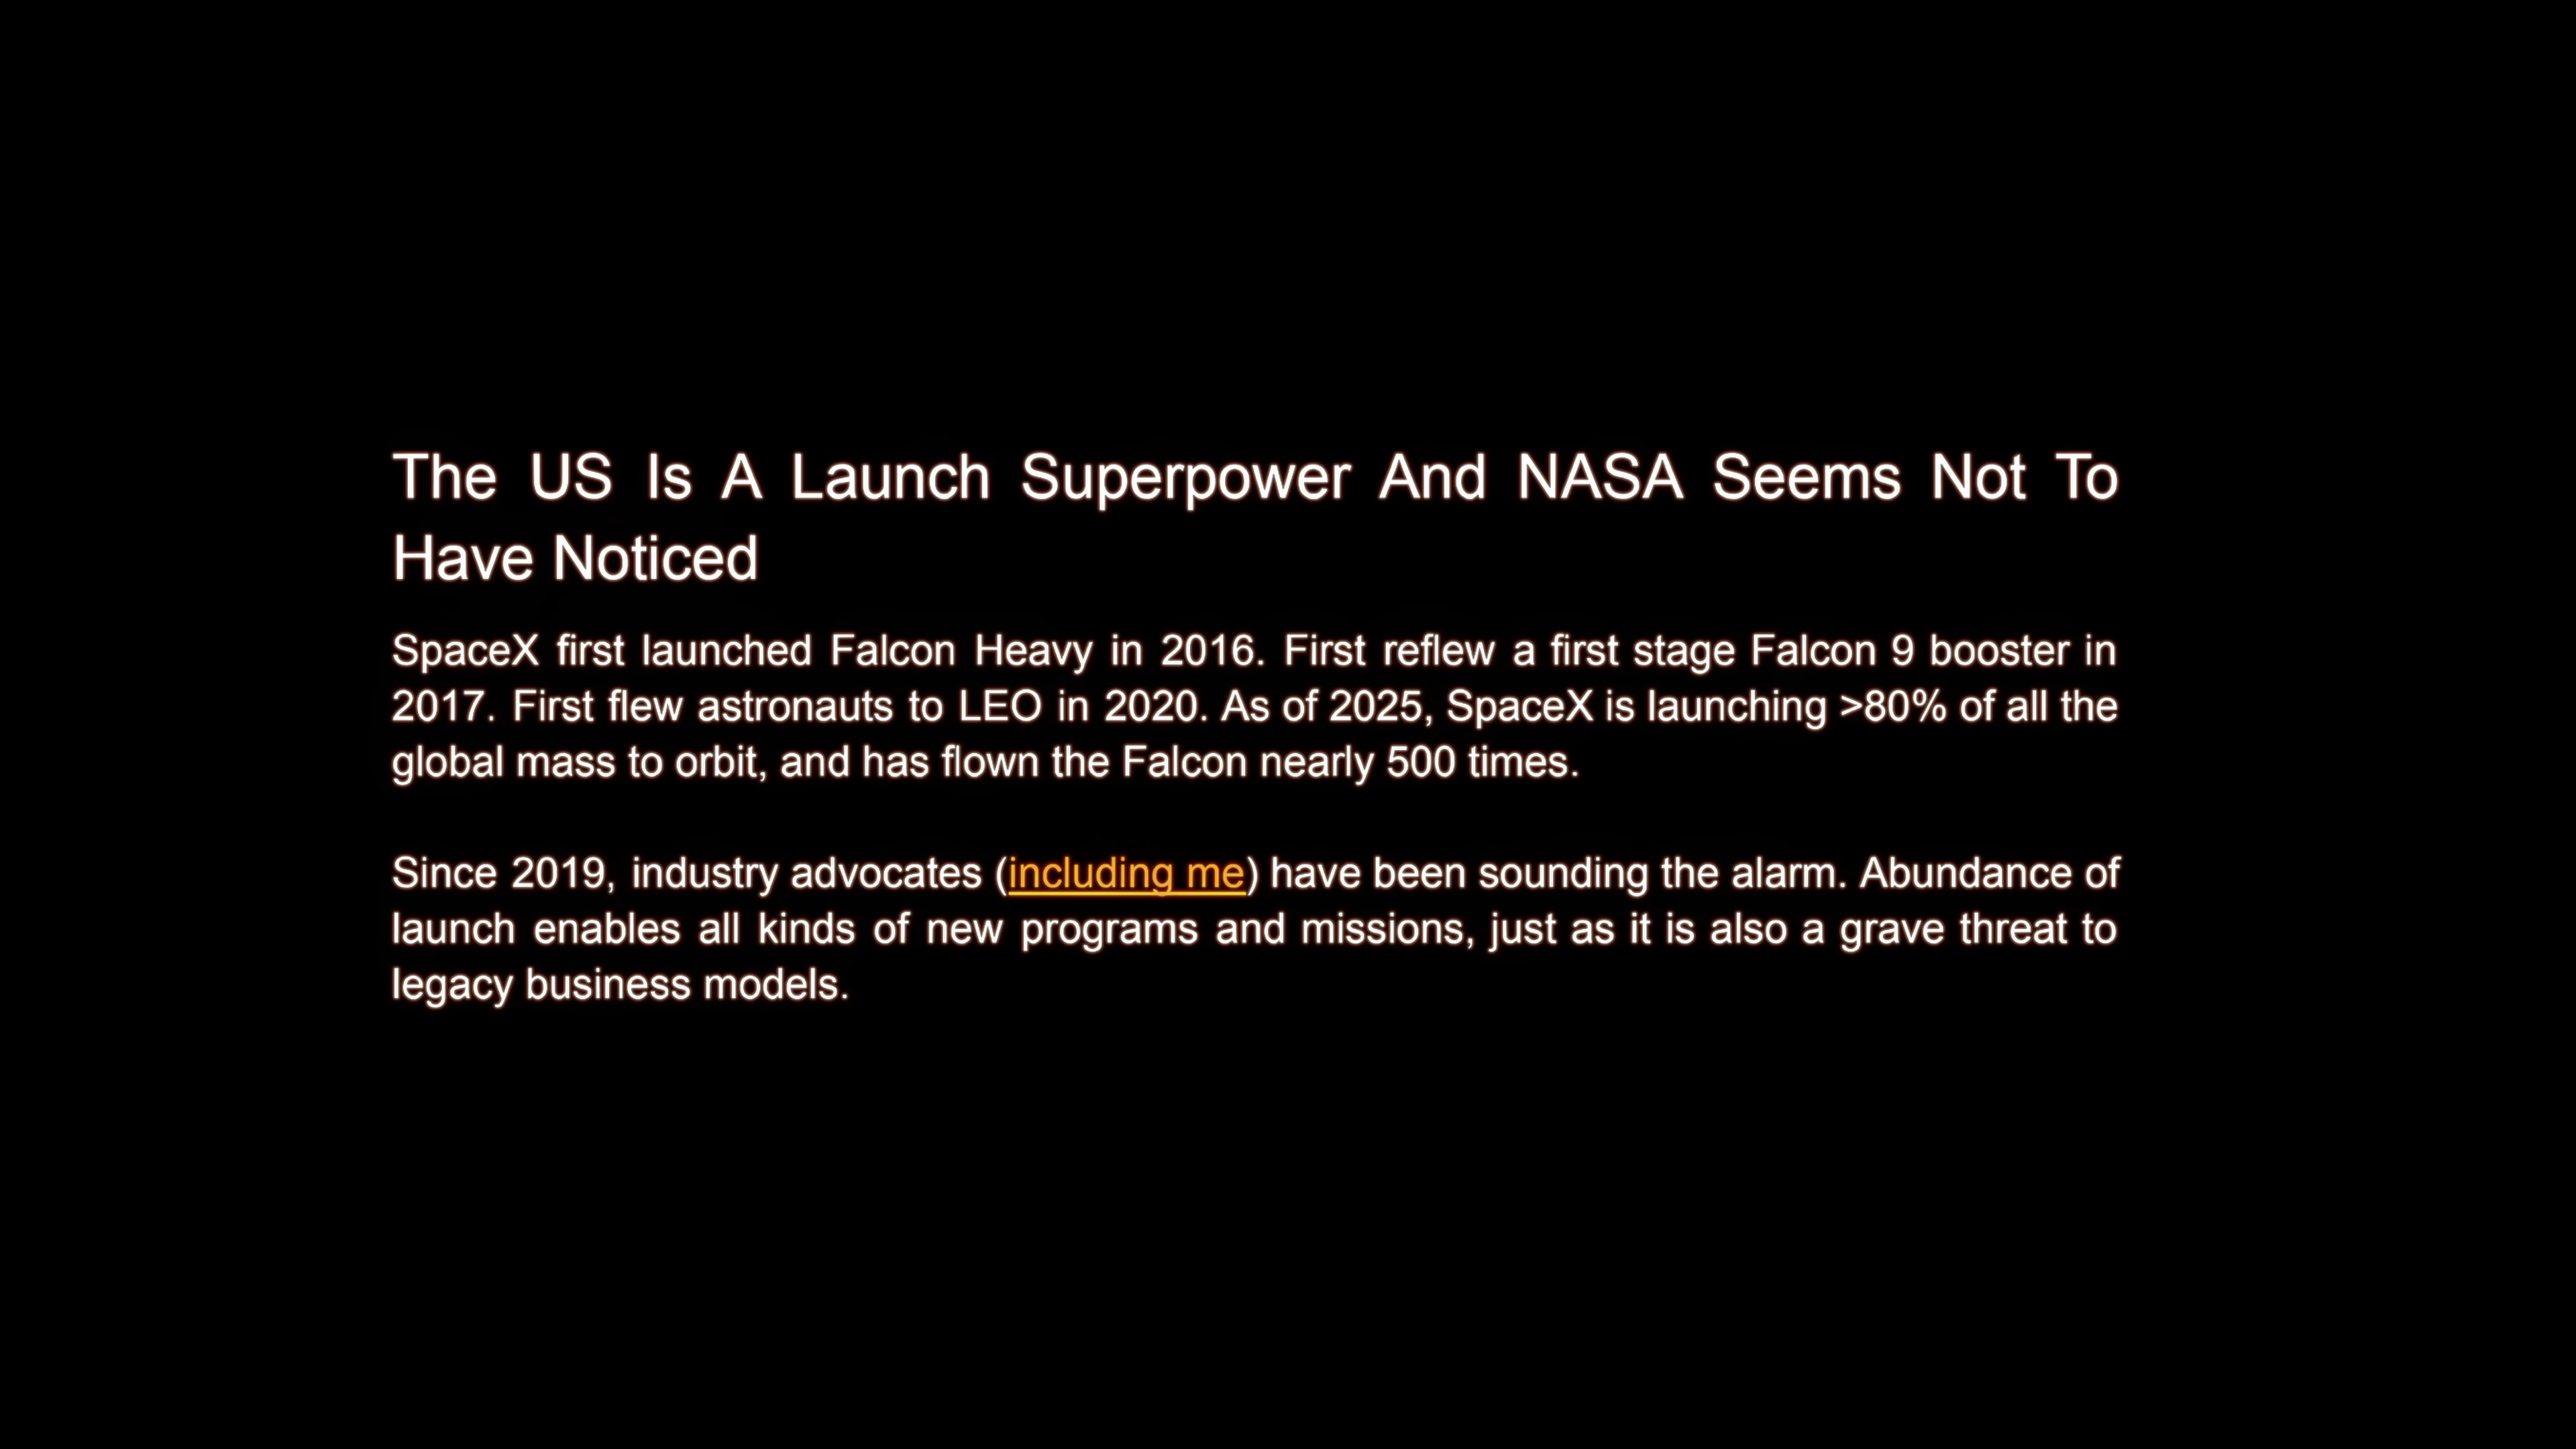 The US Is A Launch Superpower And NASA Seems Not To
Have Noticed
SpaceX first launched Falcon Heavy in 2016. First reflew a first stage Falcon 9 booster in
2017. First flew astronauts to LEO in 2020. As of 2025, SpaceX is launching >80% of all the
global mass to orbit, and has flown the Falcon nearly 500 times.
Since 2019, industry advocates (including me) have been sounding the alarm. Abundance of
launch enables all kinds of new programs and missions, just as it is also a grave threat to
legacy business models.